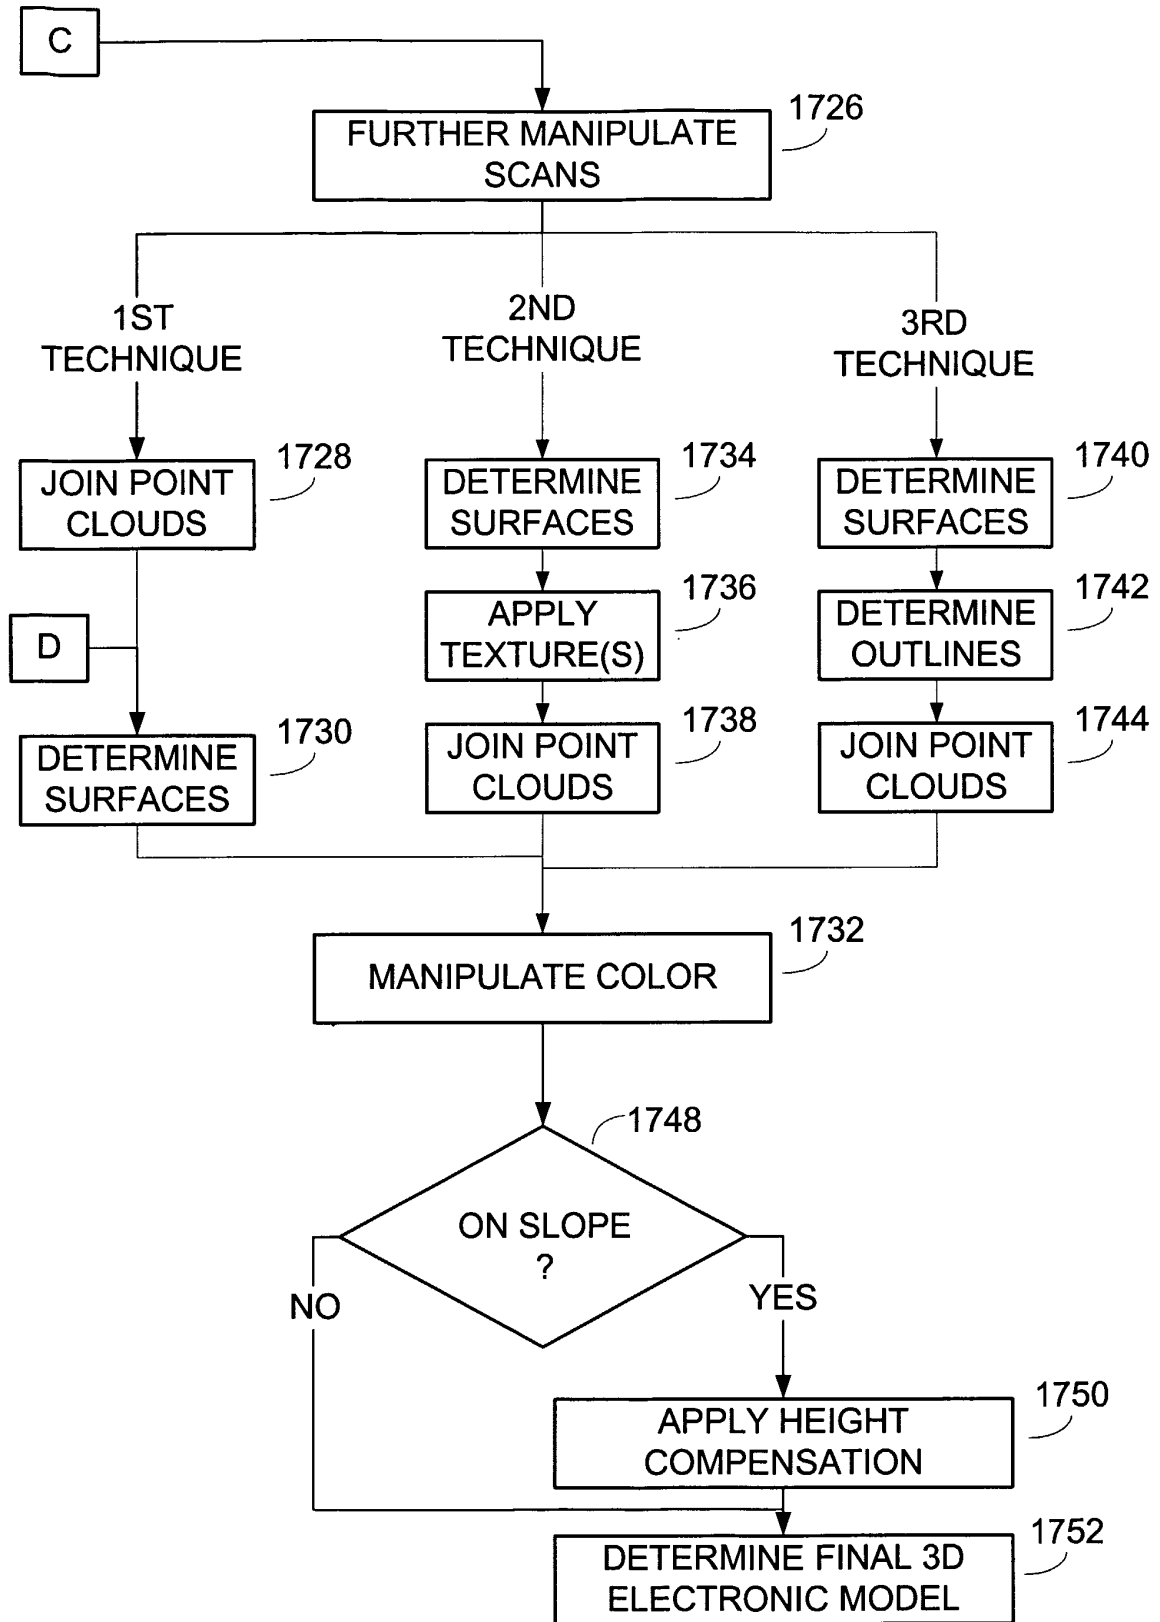 C
1726
FURTHER MANIPULATE
SCANS
1ST
TECHNIQUE
2ND
TECHNIQUE
3RD
TECHNIQUE
1728
JOIN POINT
CLOUDS
1734
DETERMINE
SURFACES
1740
DETERMINE
SURFACES
D
1736
APPLY
TEXTURE(S)
1742
DETERMINE
OUTLINES
1730
DETERMINE
SURFACES
1738
JOIN POINT
CLOUDS
1744
JOIN POINT
CLOUDS
1732
MANIPULATE COLOR
1748
ON SLOPE
?
NO
YES
1750
APPLY HEIGHT
COMPENSATION
1752
DETERMINE FINAL 3D
ELECTRONIC MODEL